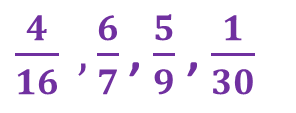 4/16 , 6/7 , 5/9 , 1/30